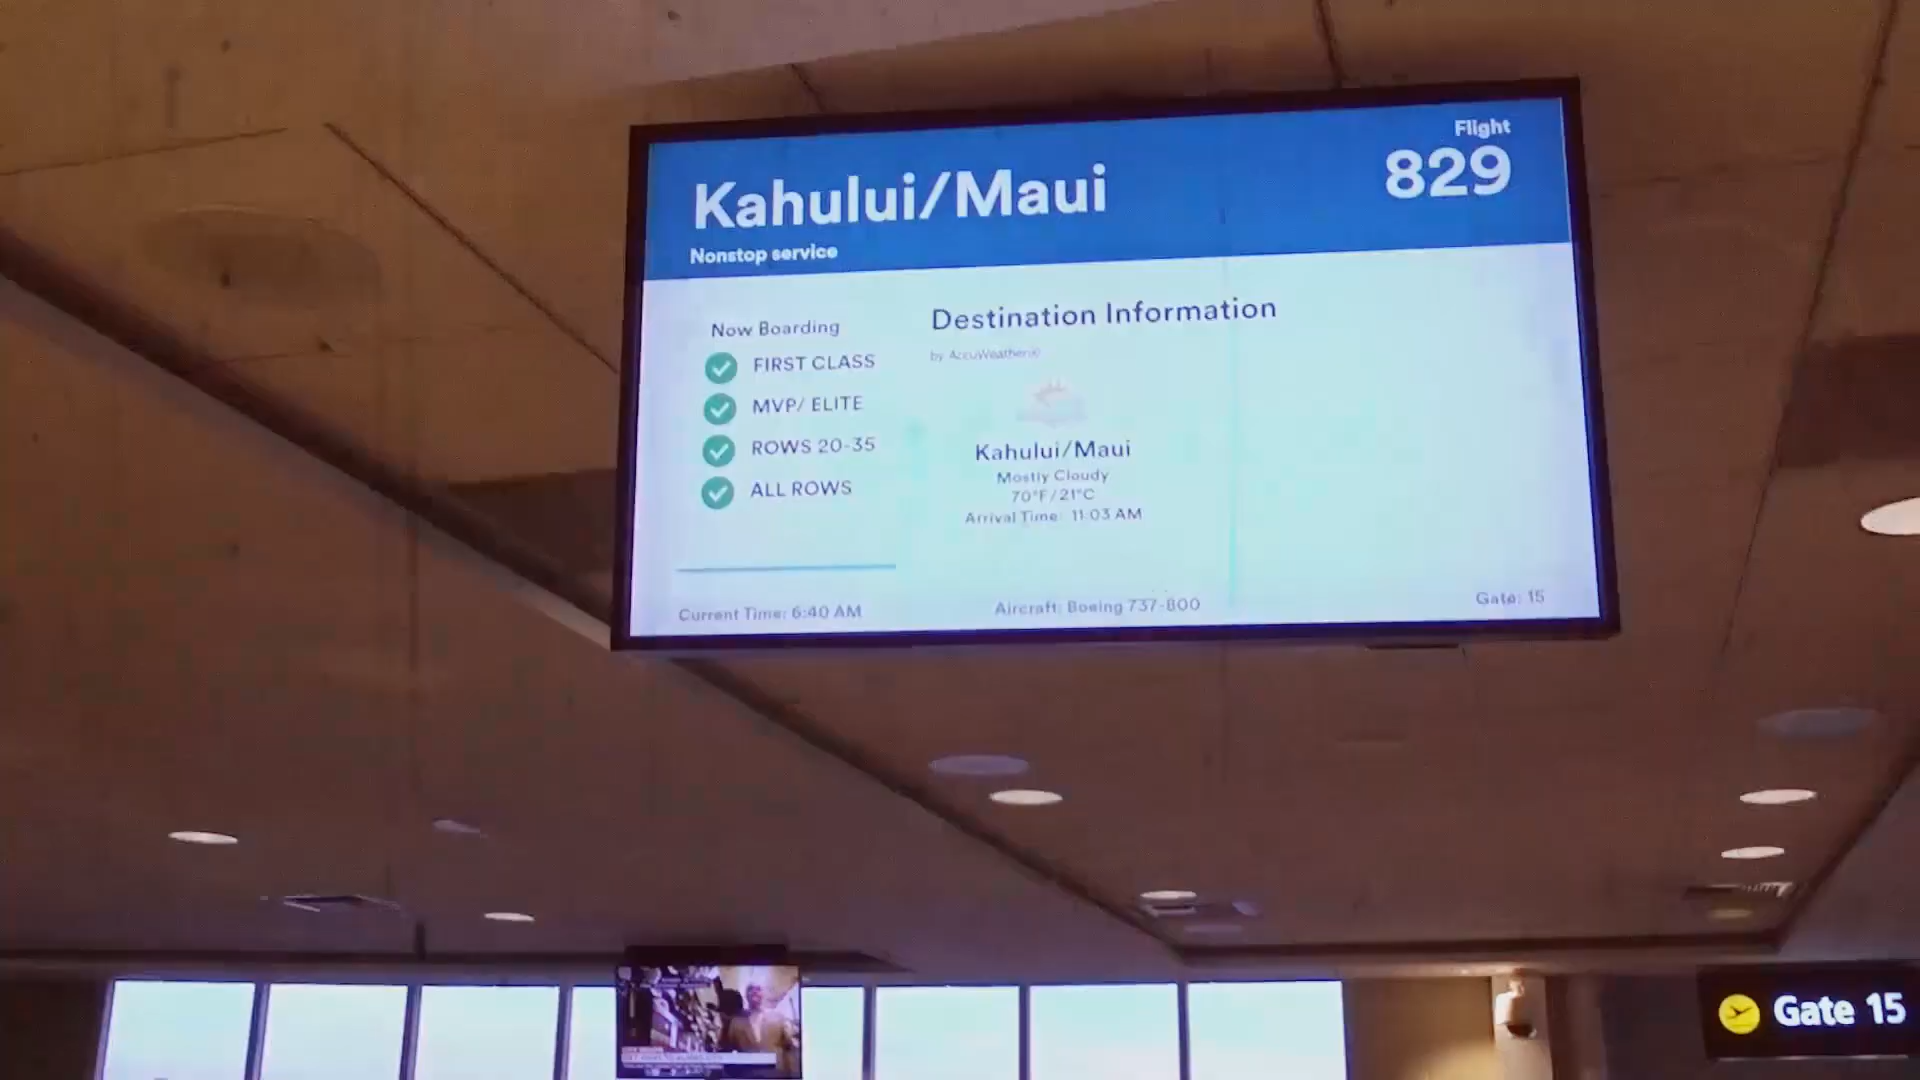 Flight
829
Kahului/Maui
Nonstop service
Now Boarding
FIRST CLASS
MVP/ ELITE
ROWS 20-35
ALL ROWS
Destination Information
by AccuWeather®
Kahului/Maui
Mostly Cloudy
70°F/21°C
Arrival Time: 11:03 AM
Current Time: 6:40 AM
Aircraft: Boeing 737-800
Gate: 15
Gate 15